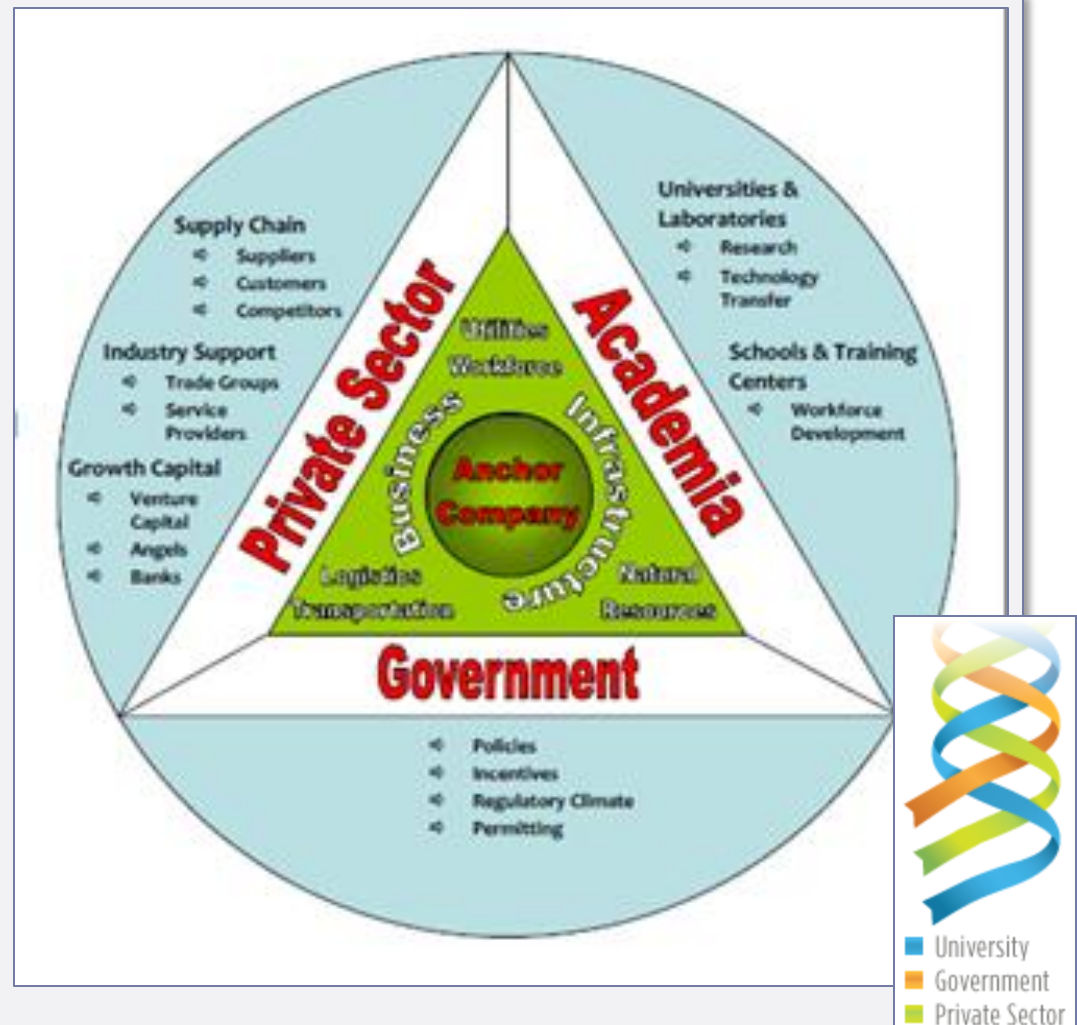 Supply Chain
Suppliers
Customers
Competitors
Industry Support
Trade Groups
Service
Providers
Growth Capital
Venture
Capital
Angels
Banks
Private Sector
Universities &
Laboratories
Research
Technology
Transfer
Schools & Training
Centers
Workforce
Development
Academia
Utilities
Workforce
Business
Infrastructure
Anchor
Company
Logistics
Transportation
Natural
Resources
Government
Policies
Incentives
Regulatory Climate
Permitting
University
Government
Private Sector